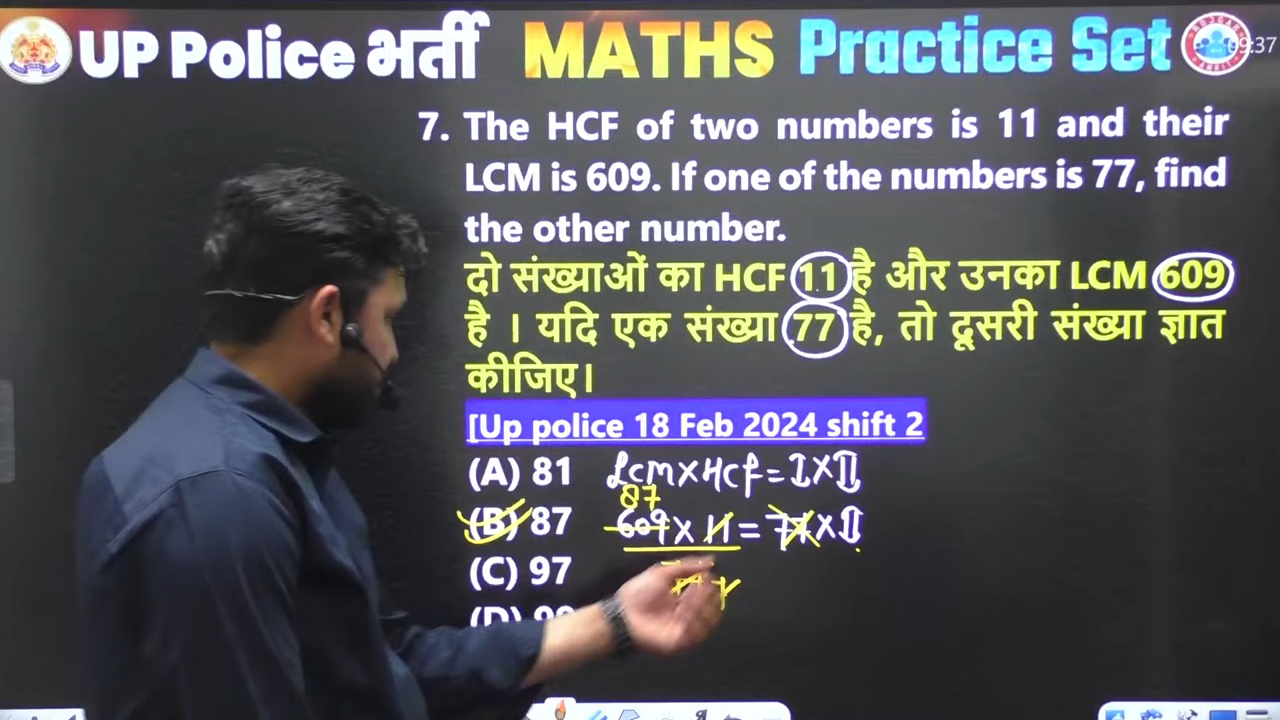 UP Police भर्ती MATHS Practice Set
09:37
7. The HCF of two numbers is 11 and their
LCM is 609. If one of the numbers is 77, find
the other number.
दो संख्याओं का HCF 11 है और उनका LCM 609
है । यदि एक संख्या 77 है, तो दूसरी संख्या ज्ञात
कीजिए।
[Up police 18 Feb 2024 shift 2
(A) 81 LCM X HCF = I X II
87
(B) 87 609 X 11 = 77 X II
(C) 97
(D)